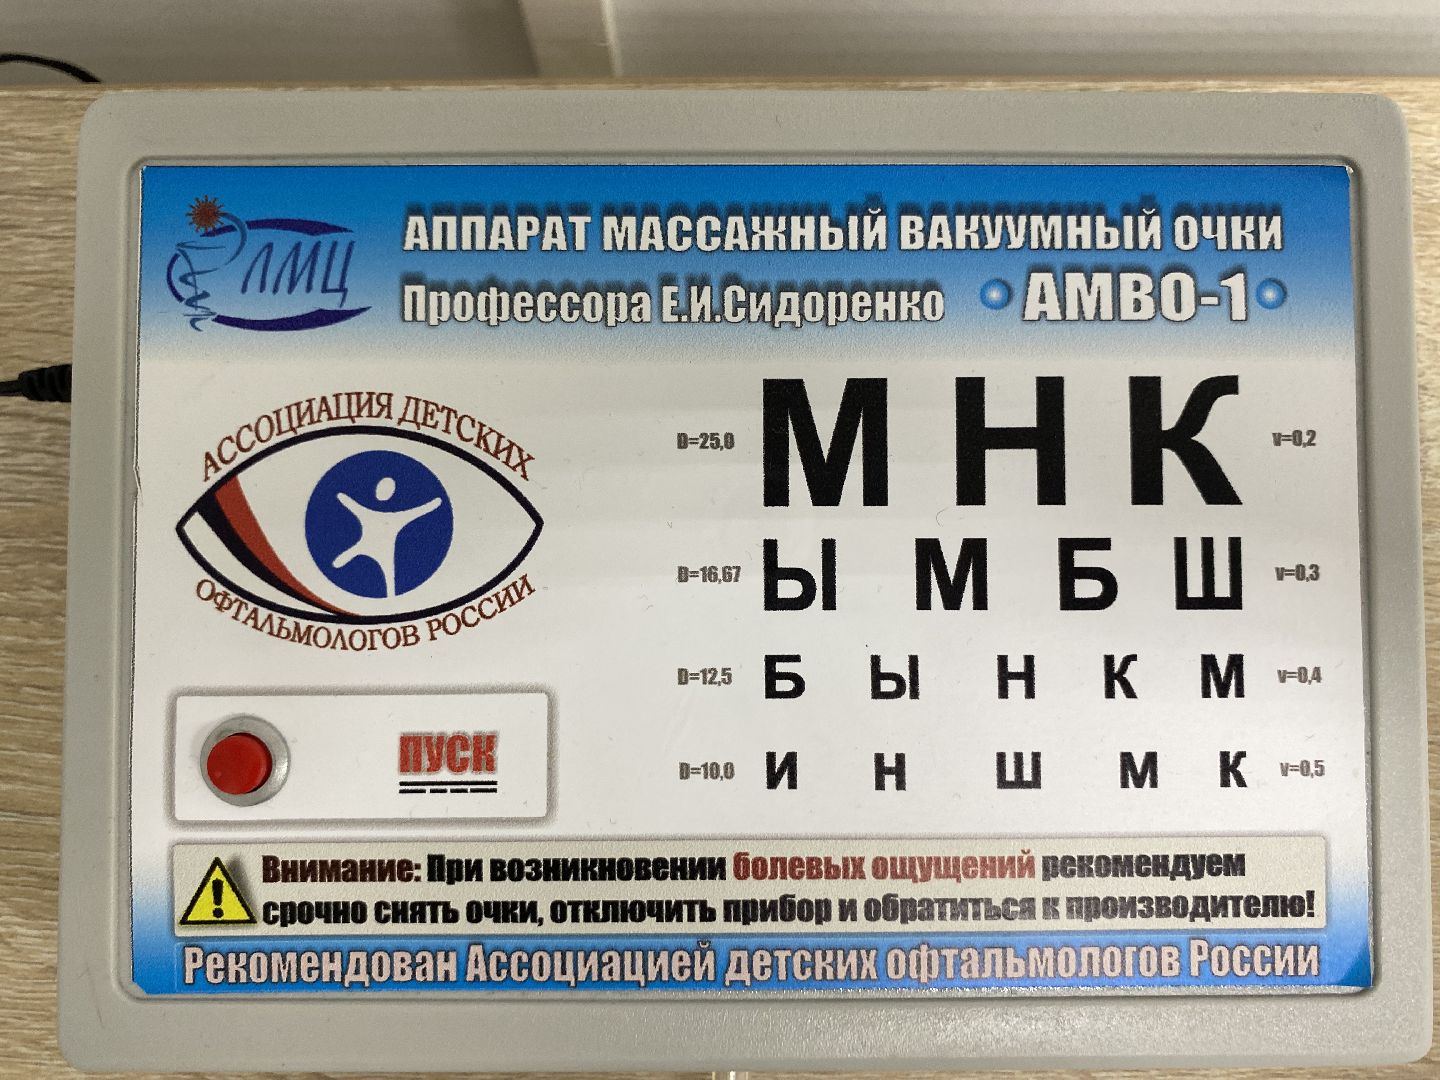 ЛМЦ
АППАРАТ МАССАЖНЫЙ ВАКУУМНЫЙ ОЧКИ
Профессора Е.И.Сидоренко АМВО-1
АССОЦИАЦИЯ ДЕТСКИХ
ОФТАЛЬМОЛОГОВ РОССИИ
D=25,0 М Н К v=0,2
D=16,67 Ы М Б Ш v=0,3
D=12,5 Б Ы Н К М v=0,4
D=10,0 И Н Ш М К v=0,5
ПУСК
Внимание: При возникновении болевых ощущений рекомендуем
срочно снять очки, отключить прибор и обратиться к производителю!
Рекомендован Ассоциацией детских офтальмологов России